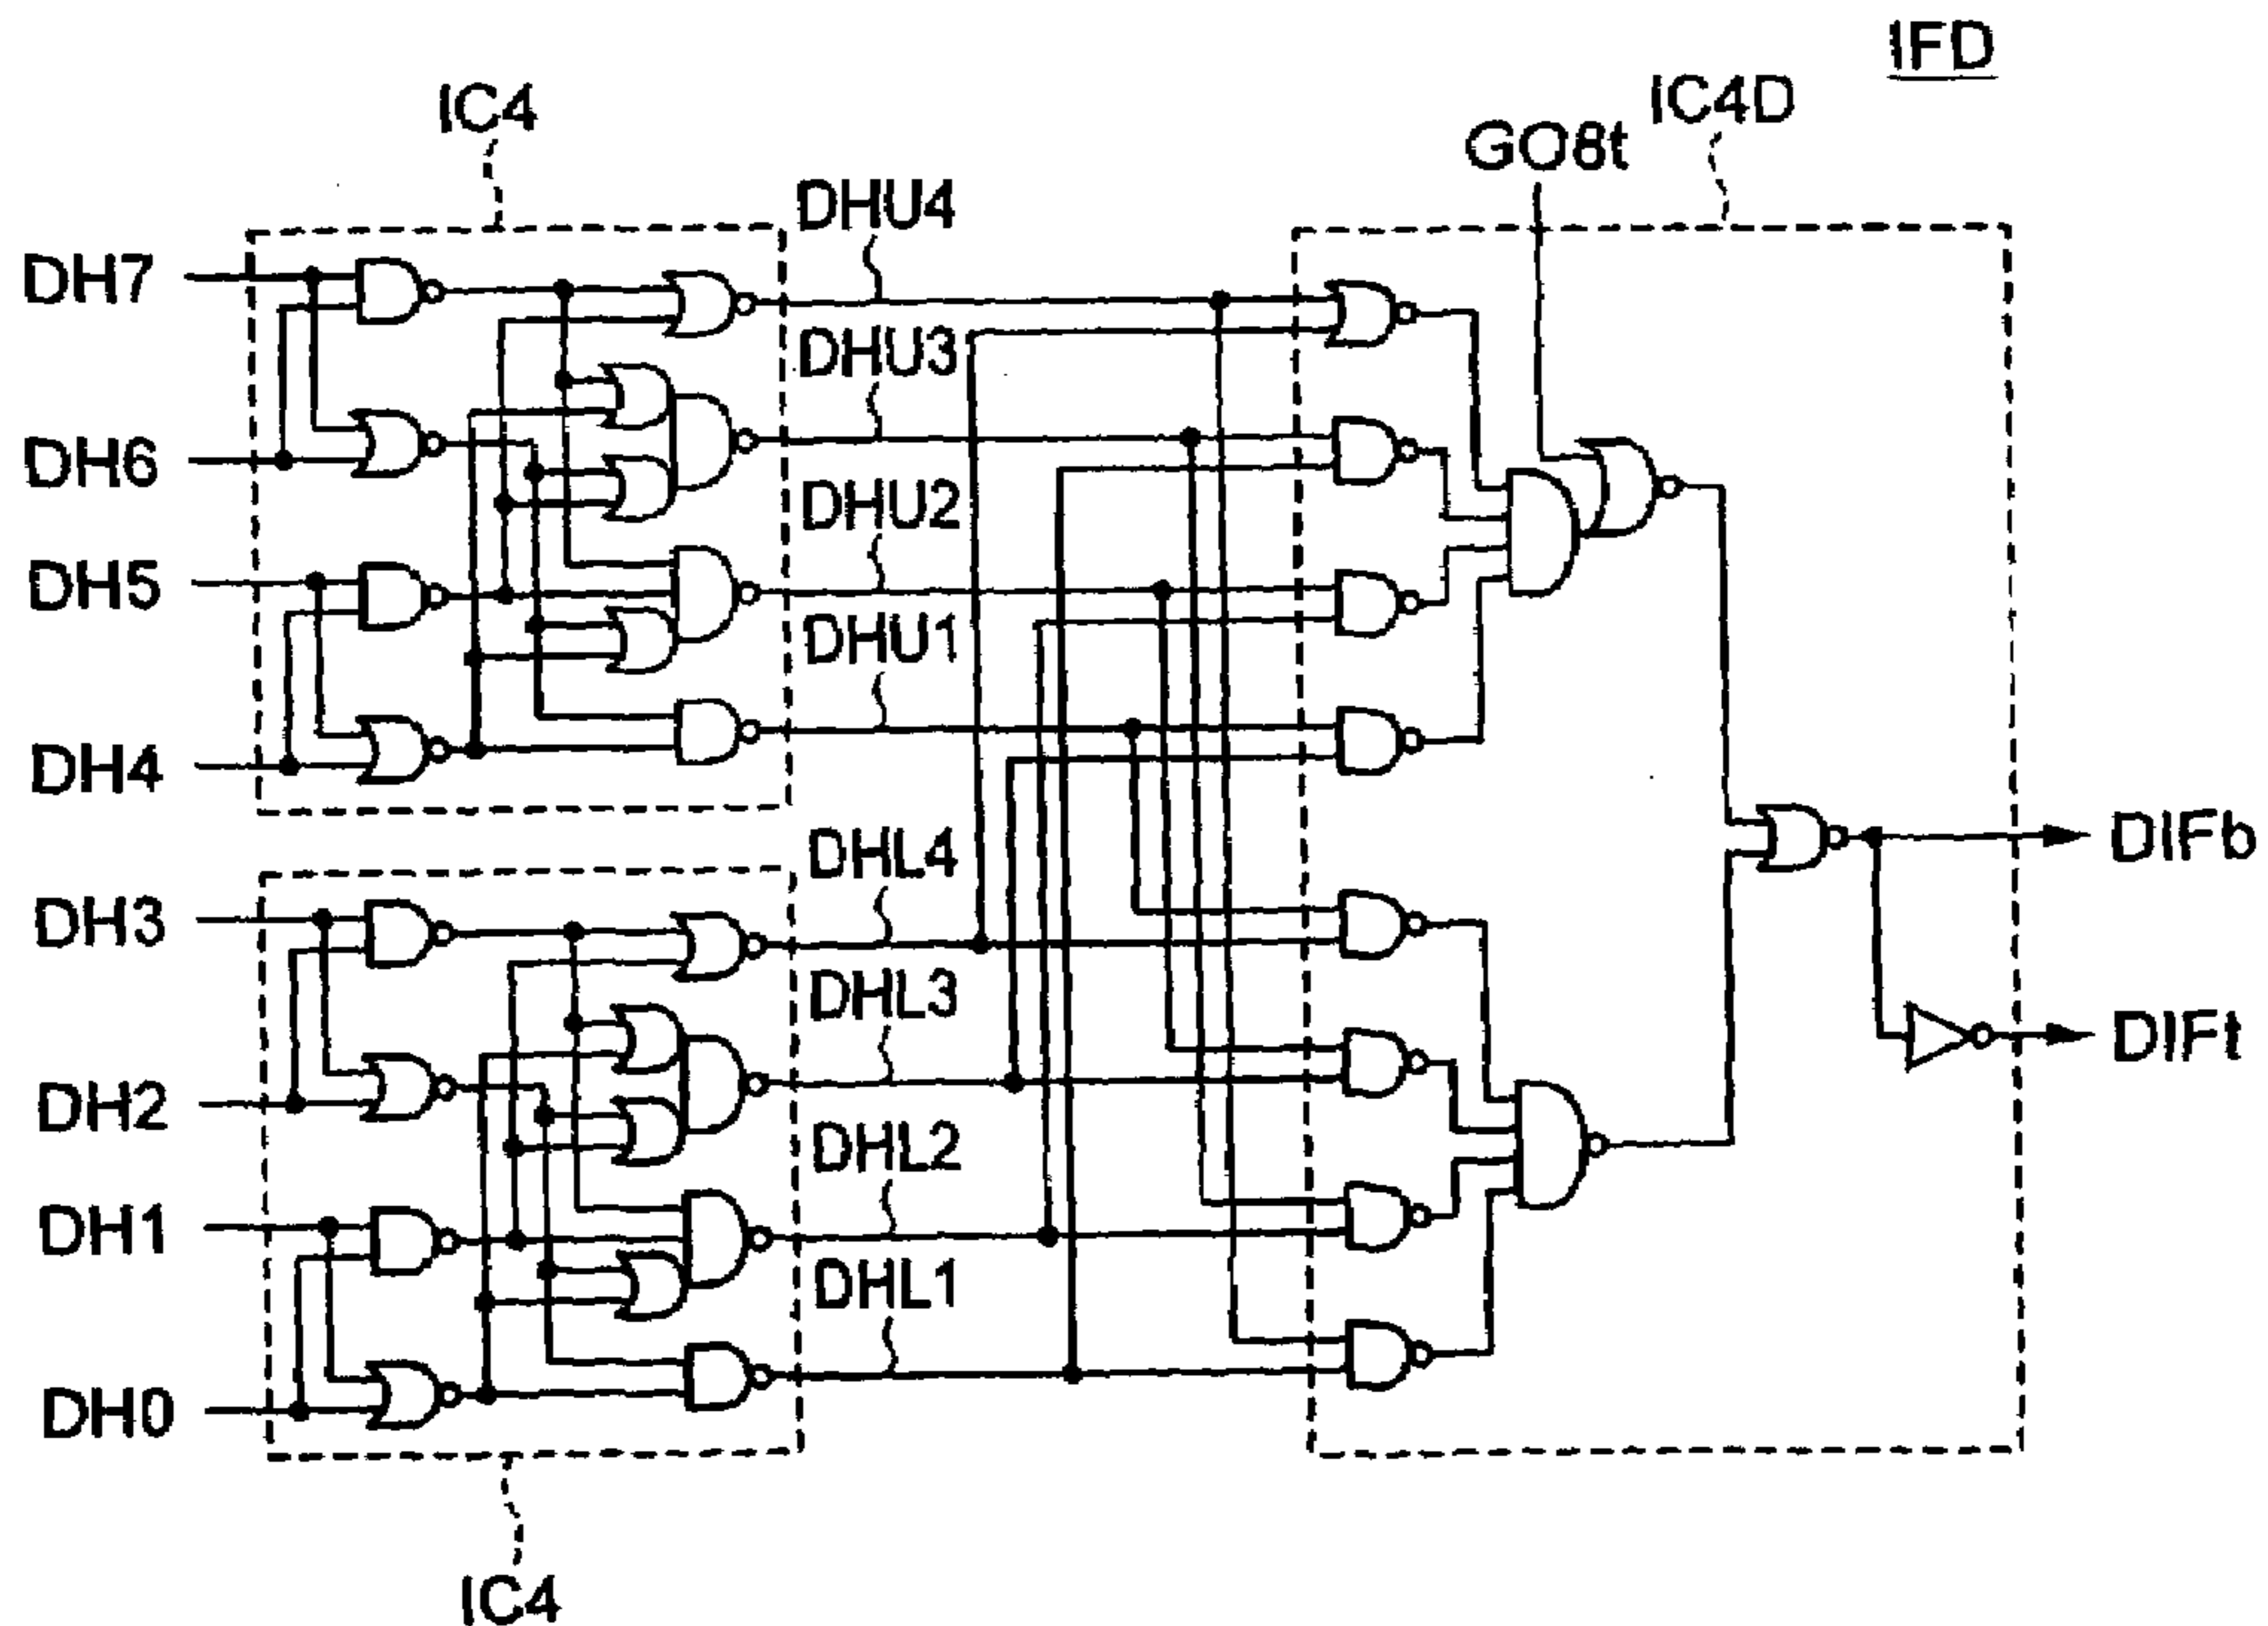 IFD
IC4
IC4D
GO8t
DHU4
DH7
DHU3
DH6
DHU2
DH5
DHU1
DH4
DHL4
DIFb
DH3
DHL3
DIFt
DH2
DHL2
DH1
DHL1
DH0
IC4